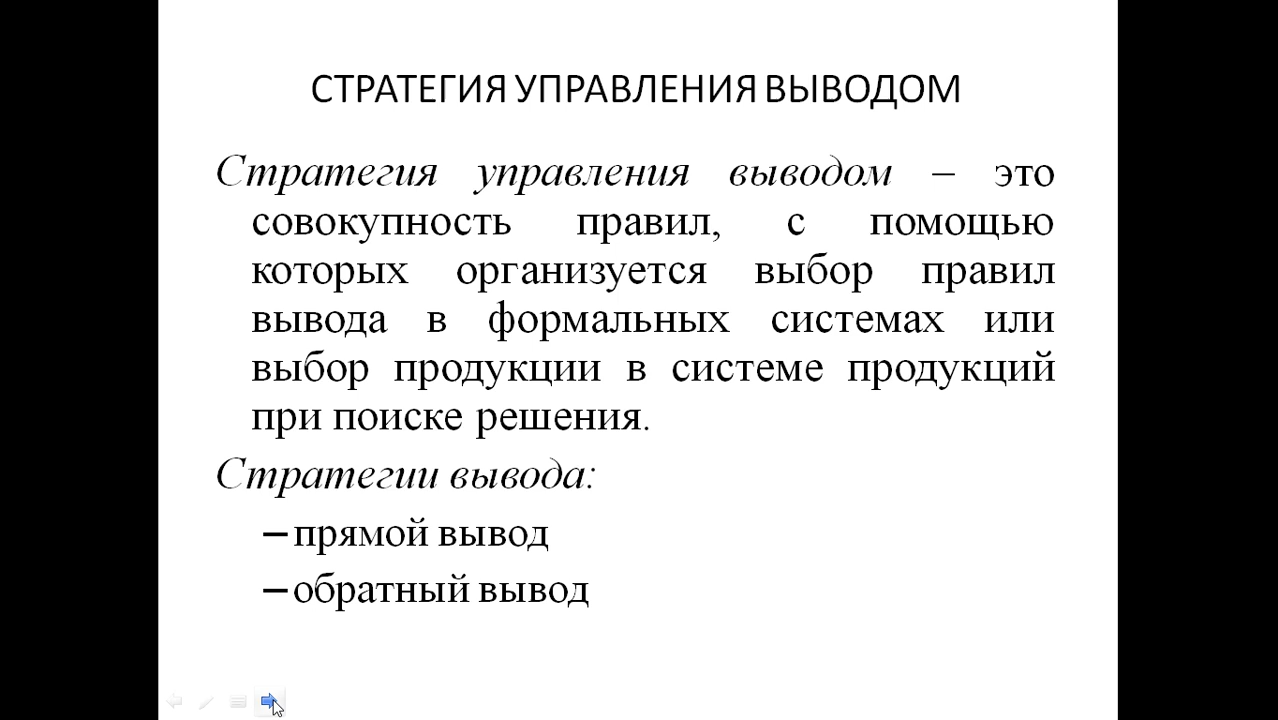 СТРАТЕГИЯ УПРАВЛЕНИЯ ВЫВОДОМ
Стратегия управления выводом – это
совокупность правил, с помощью
которых организуется выбор правил
вывода в формальных системах или
выбор продукции в системе продукций
при поиске решения.
Стратегии вывода:
–прямой вывод
–обратный вывод